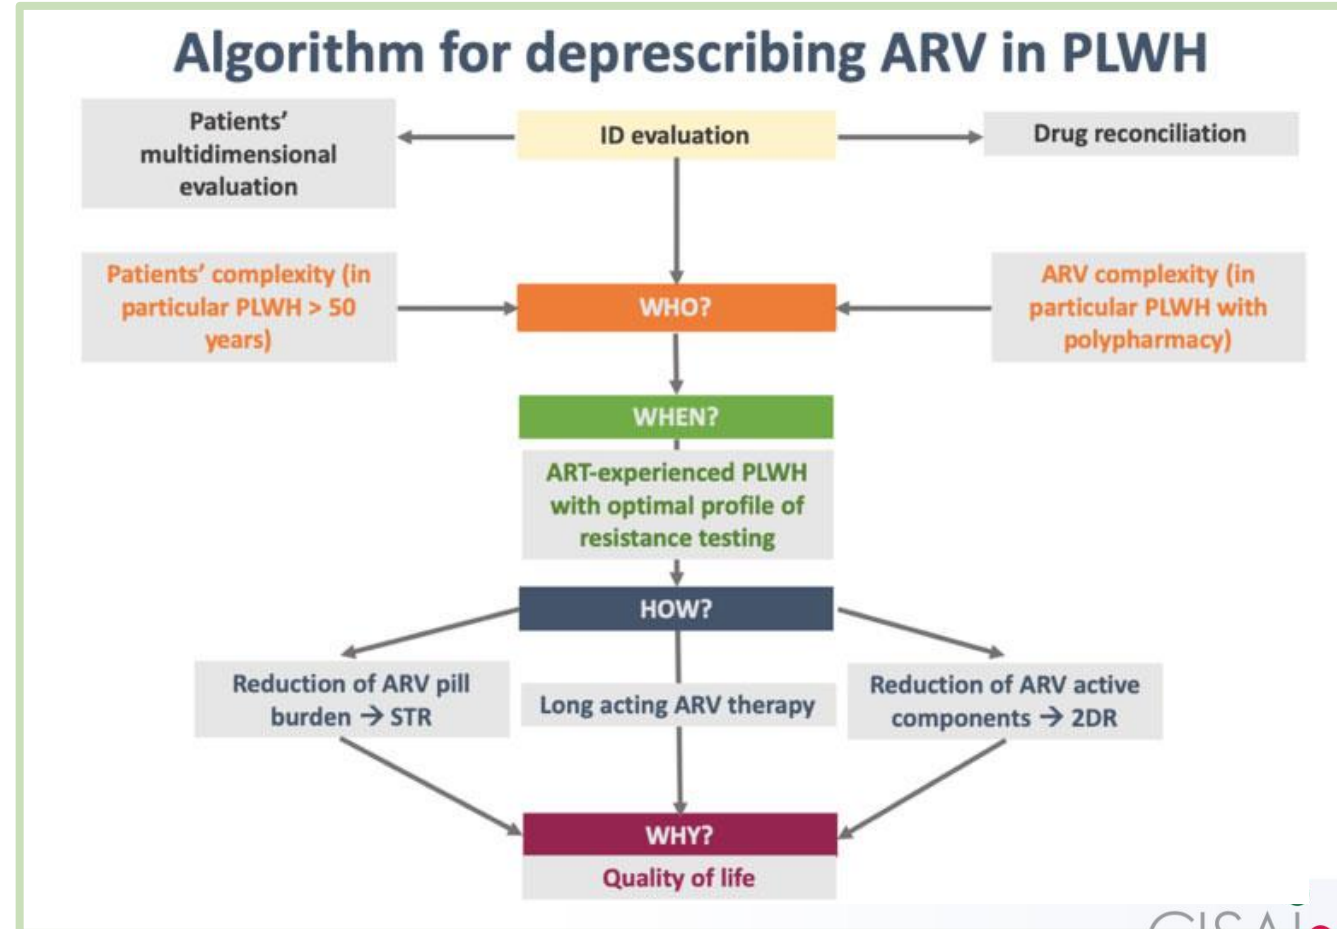 Algorithm for deprescribing ARV in PLWH
Patients’
multidimensional
evaluation
ID evaluation
Drug reconciliation
Patients’ complexity (in
particular PLWH > 50
years)
WHO?
ARV complexity (in
particular PLWH with
polypharmacy)
WHEN?
ART-experienced PLWH
with optimal profile of
resistance testing
HOW?
Reduction of ARV pill
burden → STR
Long acting ARV therapy
Reduction of ARV active
components → 2DR
WHY?
Quality of life